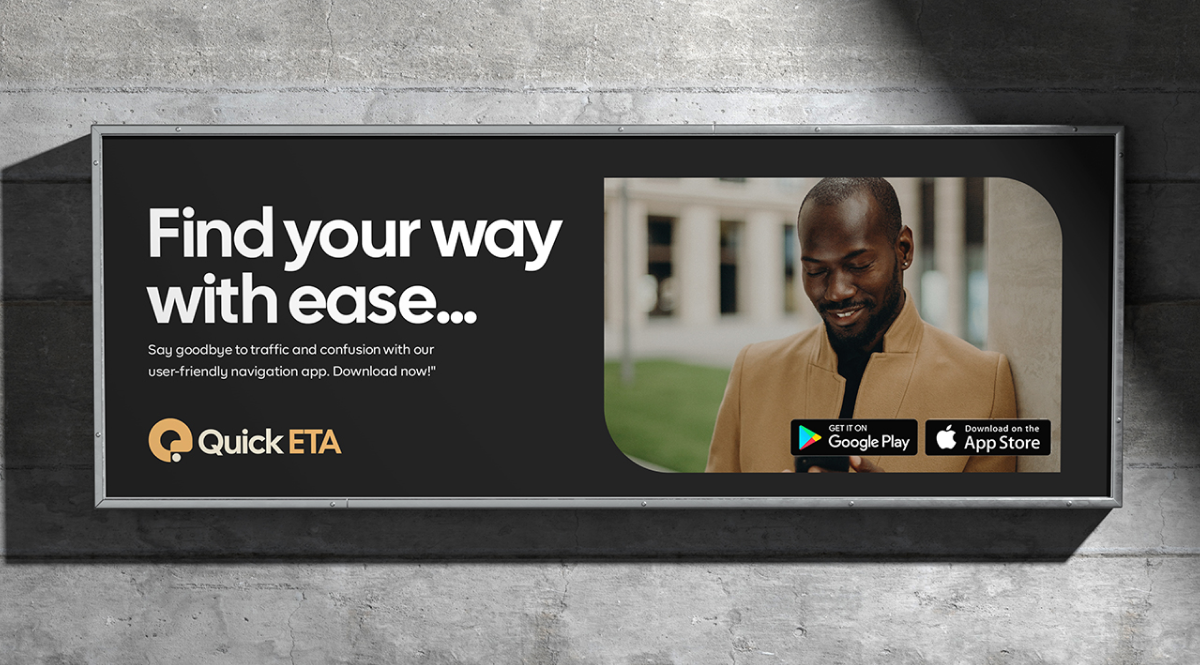 Find your way
with ease...
Say goodbye to traffic and confusion with our
user-friendly navigation app. Download now!"
Quick ETA
GET IT ON
Google Play
Download on the
App Store